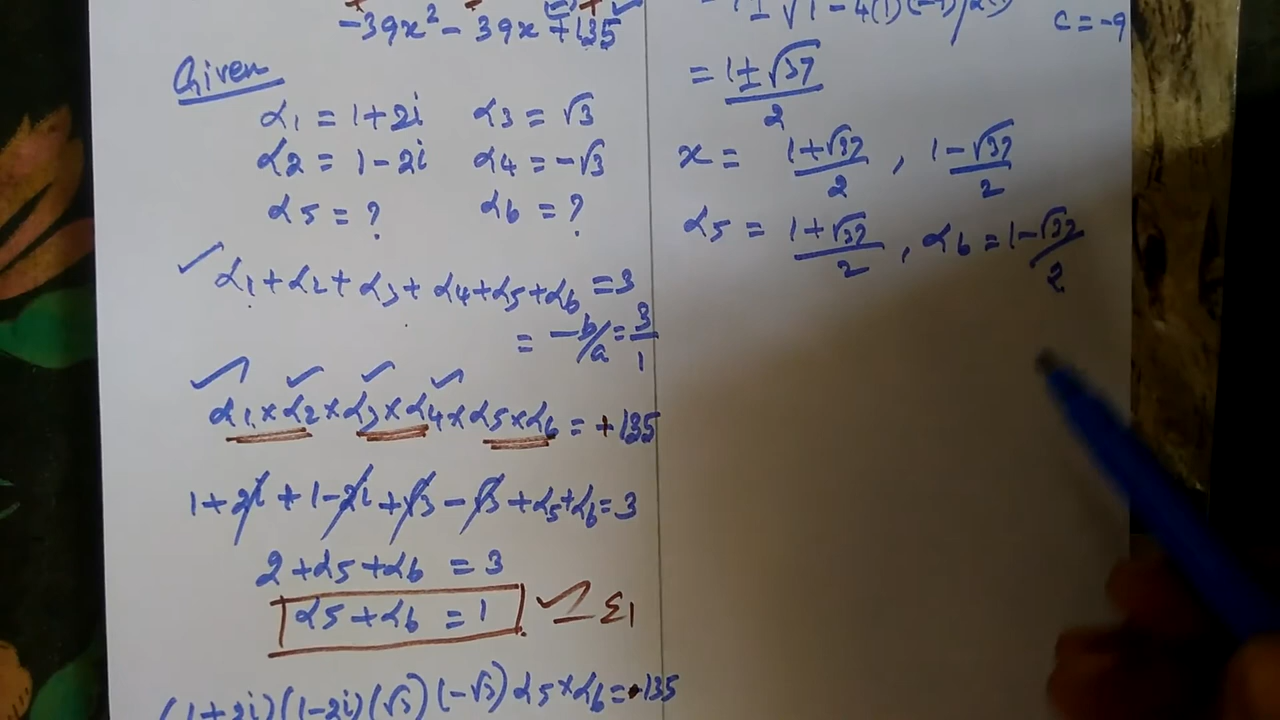 -39x² - 39x + 135
Given
α1 = 1+2i α3 = √3
α2 = 1-2i α4 = -√3
α5 = ? α6 = ?
α1+α2+α3+α4+α5+α6 = 3
= -b/a = 3/1
α1×α2×α3×α4×α5×α6 = +135
1+2i+1-2i+√3-√3+α5+α6=3
2+α5+α6 = 3
α5+α6 = 1 Σ1
(1+2i)(1-2i)(√3)(-√3)α5×α6= 135
c=-9
= 1±√37 / 2
x = 1+√37 / 2 , 1-√37 / 2
α5 = 1+√37 / 2 , α6 = 1-√37 / 2